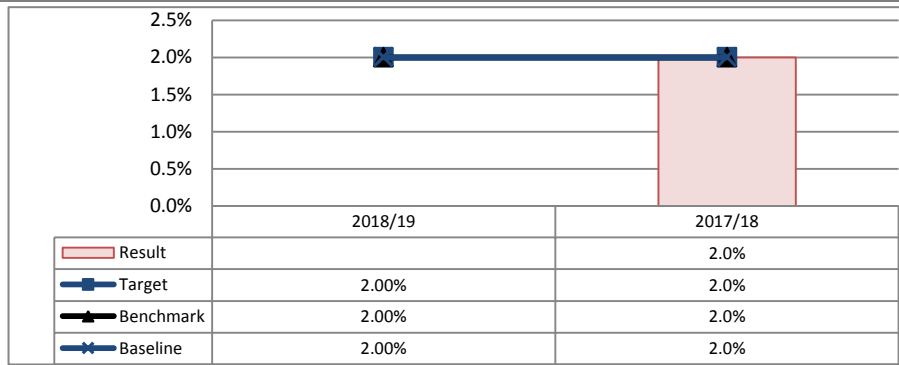 2.5%
2.0%
1.5%
1.0%
0.5%
0.0%
2018/19 2017/18
Result 2.0%
Target 2.00% 2.0%
Benchmark 2.00% 2.0%
Baseline 2.00% 2.0%